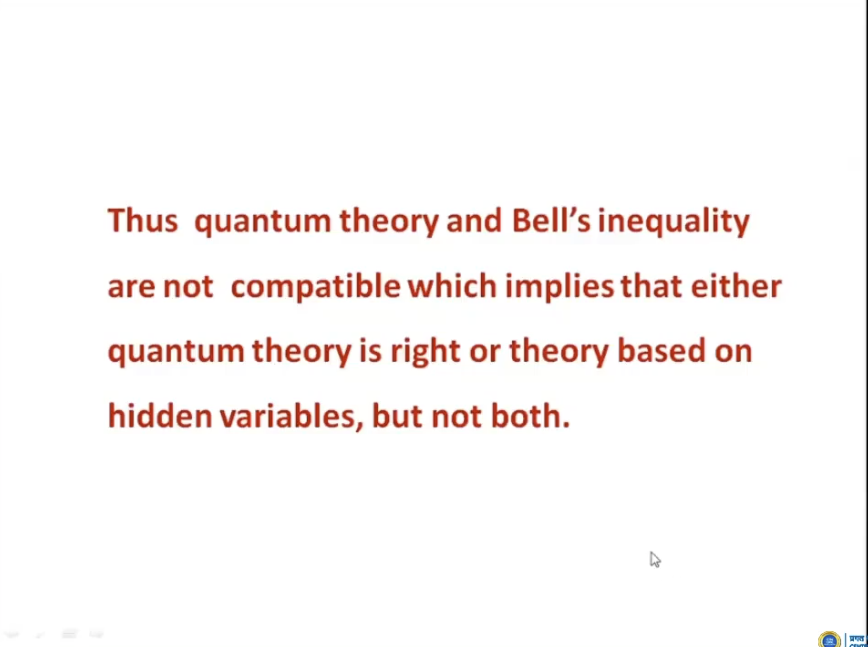 Thus quantum theory and Bell's inequality
are not compatible which implies that either
quantum theory is right or theory based on
hidden variables, but not both.